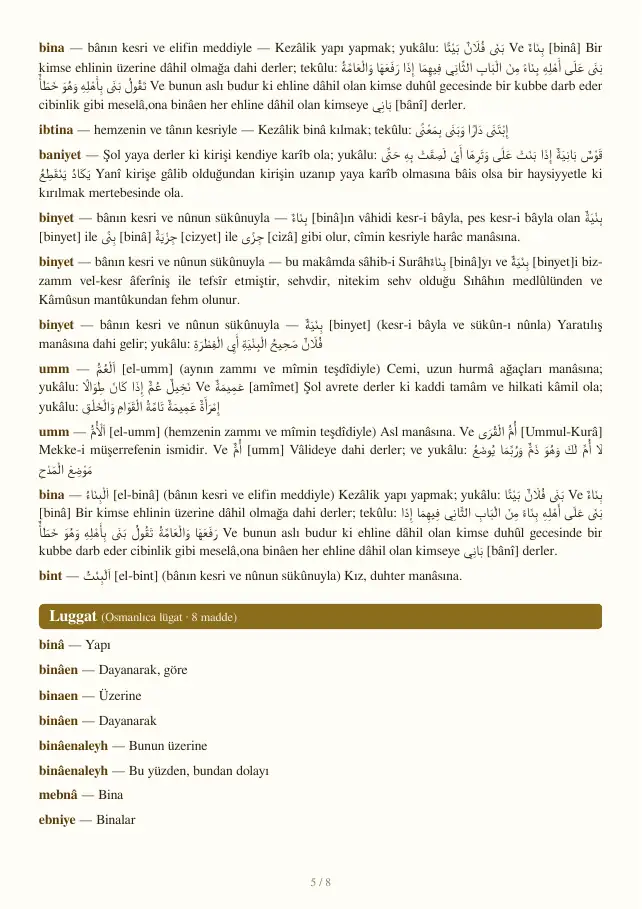 bina — bânın kesri ve elifin meddiyle — Kezâlik yapı yapmak; yukâlu: بَنَى فُلَانٌ بَيْتًا Ve بِنَاءٌ [binâ] Bir
kimse ehlinin üzerine dâhil olmağa dahi derler; tekûlu: بَنَى عَلَى أَهْلِهِ بِنَاءً مِنَ الْبَابِ الثَّانِي فِيهِمَا إِذَا رَفَعَهَا وَالْعَامَّةُ
تَقُولُ بَنَى بِأَهْلِهِ وَهُوَ خَطَأٌ Ve bunun aslı budur ki ehline dâhil olan kimse duhûl gecesinde bir kubbe darb eder
cibinlik gibi meselâ,ona binâen her ehline dâhil olan kimseye بَانِي [bânî] derler.
ibtina — hemzenin ve tânın kesriyle — Kezâlik binâ kılmak; tekûlu: إِبْتَنَى دَارًا وَبَنَى بِمَعْنًى
baniyet — Şol yaya derler ki kirişi kendiye karîb ola; yukâlu: قَوْسٌ بَانِيَةٌ إِذَا بَنَتْ عَلَى وَتَرِهَا أَيْ لَصِقَتْ بِهِ حَتَّى
يَكَادُ يَنْقَطِعُ Yanî kirişe gâlib olduğundan kirişin uzanıp yaya karîb olmasına bâis olsa bir haysiyyetle ki
kırılmak mertebesinde ola.
binyet — bânın kesri ve nûnun sükûnuyla — بِنَاءٌ [binâ]ın vâhidi kesr-i bâyla, pes kesr-i bâyla olan بِنْيَةٌ
[binyet] ile بِنًى [binâ] جِزْيَةٌ [cizyet] ile جِزًى [cizâ] gibi olur, cîmin kesriyle harâc manâsına.
binyet — bânın kesri ve nûnun sükûnuyla — bu makâmda sâhib-i Surâh بِنَاءٌ[binâ]yı ve بِنْيَةٌ [binyet]i biz-
zamm vel-kesr âferîniş ile tefsîr etmiştir, sehvdir, nitekim sehv olduğu Sıhâhın medlûlünden ve
Kâmûsun mantûkundan fehm olunur.
binyet — bânın kesri ve nûnun sükûnuyla — بِنْيَةٌ [binyet] (kesr-i bâyla ve sükûn-ı nûnla) Yaratılış
manâsına dahi gelir; yukâlu: فُلَانٌ صَحِيحُ الْبِنْيَةِ أَيِ الْفِطْرَةِ
umm — اَلْعُمُّ [el-umm] (aynın zammı ve mîmin teşdîdiyle) Cemi, uzun hurmâ ağaçları manâsına;
yukâlu: نَخِيلٌ عُمٌّ إِذَا كَانَ طِوَالًا Ve عَمِيمَةٌ [amîmet] Şol avrete derler ki kaddi tamâm ve hilkati kâmil ola;
yukâlu: إِمْرَأَةٌ عَمِيمَةٌ تَامَّةُ الْقَوَامِ وَالْخَلْقِ
umm — اَلْأُمُّ [el-umm] (hemzenin zammı ve mîmin teşdîdiyle) Asl manâsına. Ve أُمُّ الْقُرَى [Ummul-Kurâ]
Mekke-i müşerrefenin ismidir. Ve أُمٌّ [umm] Vâlideye dahi derler; ve yukâlu: لَا أُمَّ لَكَ وَهُوَ ذَمٌّ وَرُبَّمَا يُوضَعُ
مَوْضِعَ الْمَدْحِ
bina — اَلْبِنَاءُ [el-binâ] (bânın kesri ve elifin meddiyle) Kezâlik yapı yapmak; yukâlu: بَنَى فُلَانٌ بَيْتًا Ve بِنَاءٌ
[binâ] Bir kimse ehlinin üzerine dâhil olmağa dahi derler; tekûlu: بَنَى عَلَى أَهْلِهِ بِنَاءً مِنَ الْبَابِ الثَّانِي فِيهِمَا إِذَا
رَفَعَهَا وَالْعَامَّةُ تَقُولُ بَنَى بِأَهْلِهِ وَهُوَ خَطَأٌ Ve bunun aslı budur ki ehline dâhil olan kimse duhûl gecesinde bir
kubbe darb eder cibinlik gibi meselâ,ona binâen her ehline dâhil olan kimseye بَانِي [bânî] derler.
bint — اَلْبِنْتُ [el-bint] (bânın kesri ve nûnun sükûnuyla) Kız, duhter manâsına.
Luggat (Osmanlıca lügat · 8 madde)
binâ — Yapı
binâen — Dayanarak, göre
binaen — Üzerine
binâen — Dayanarak
binâenaleyh — Bunun üzerine
binâenaleyh — Bu yüzden, bundan dolayı
mebnâ — Bina
ebniye — Binalar
5 / 8